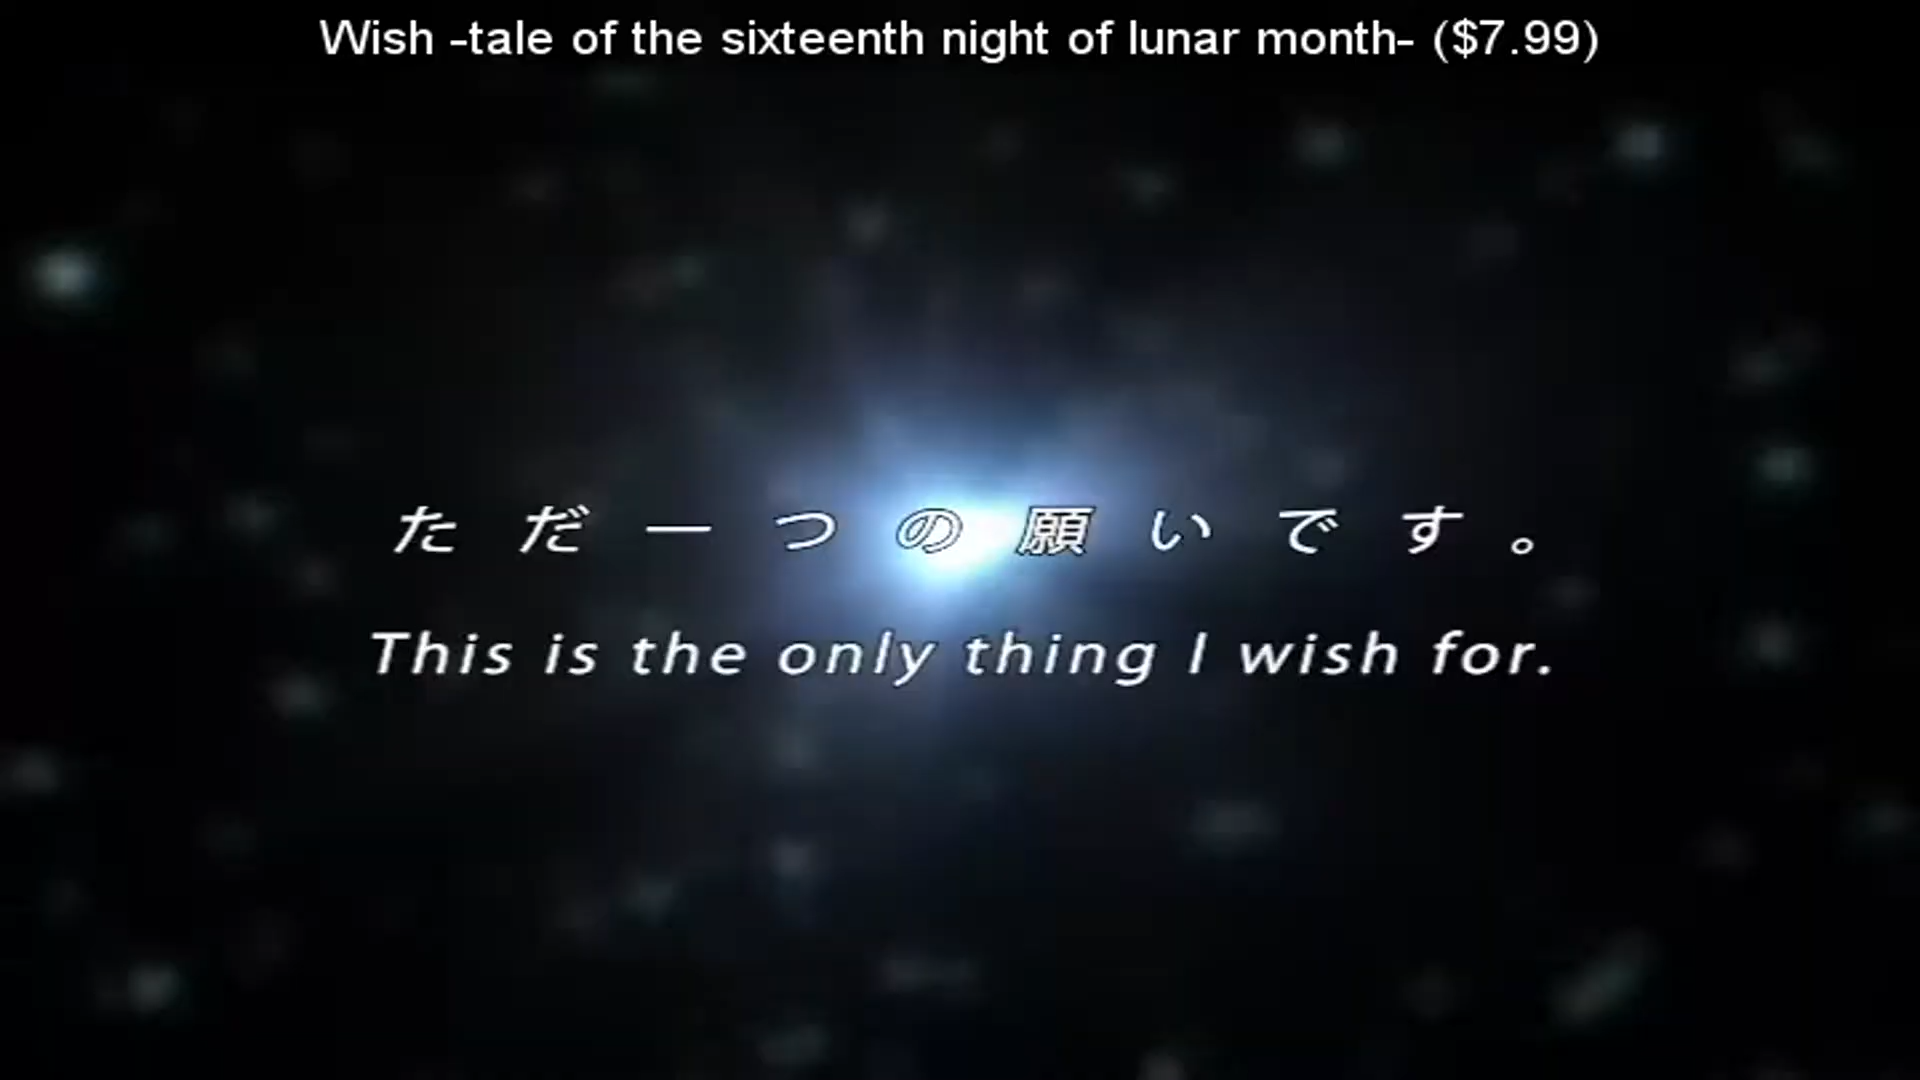 Wish -tale of the sixteenth night of lunar month- ($7.99)
ただ一つの願いです。
This is the only thing I wish for.